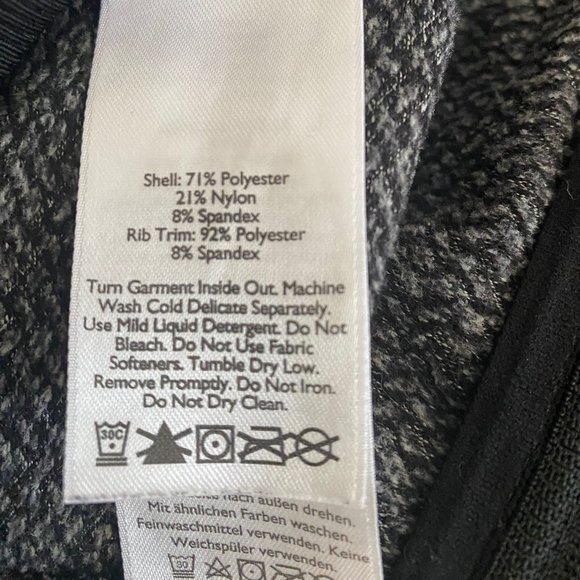 Shell: 71% Polyester
21% Nylon
8% Spandex
Rib Trim: 92% Polyester
8% Spandex
Turn Garment Inside Out. Machine
Wash Cold Delicate Separately.
Use Mild Liquid Detergent. Do Not
Bleach. Do Not Use Fabric
Softeners. Tumble Dry Low.
Remove Promptly. Do Not Iron.
Do Not Dry Clean.
30C
nach außen drehen.
Mit ähnlichen Farben waschen.
Feinwaschmittel verwenden. Keine
Weichspüler verwenden.
30